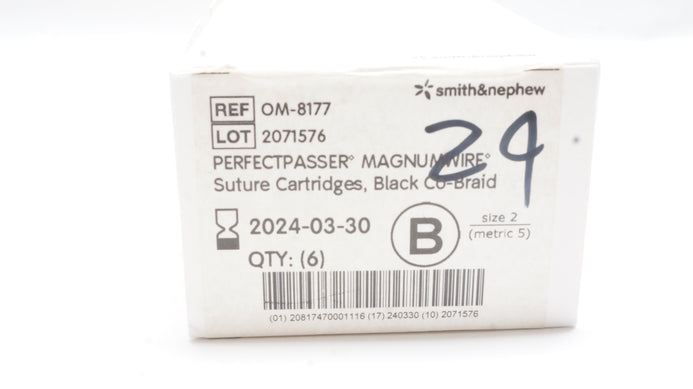 smith&nephew
REF OM-8177
LOT 2071576
24
PERFECTPASSER° MAGNUMWIRE°
Suture Cartridges, Black Co-Braid
2024-03-30
B
size 2
(metric 5)
QTY: (6)
(01) 20817470001116 (17) 240330 (10) 2071576